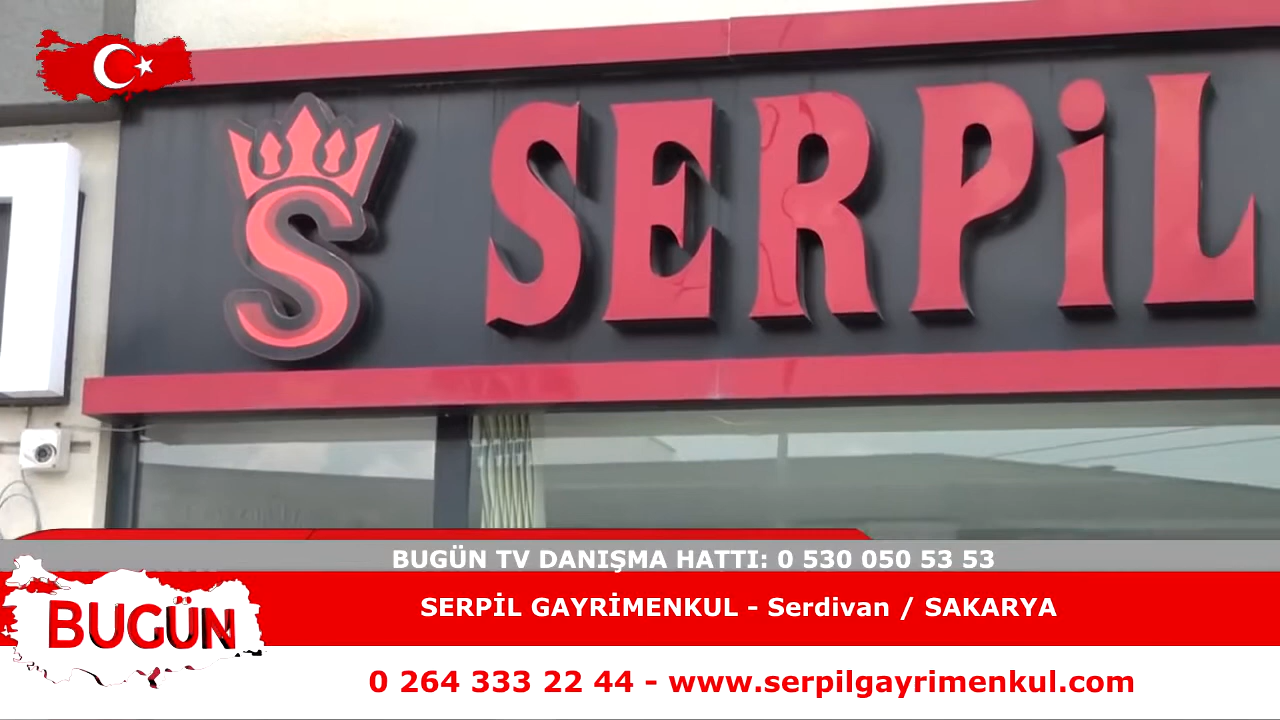 S SERPİL
BUGÜN TV DANIŞMA HATTI: 0 530 050 53 53
BUGÜN
SERPİL GAYRİMENKUL - Serdivan / SAKARYA
0 264 333 22 44 - www.serpilgayrimenkul.com